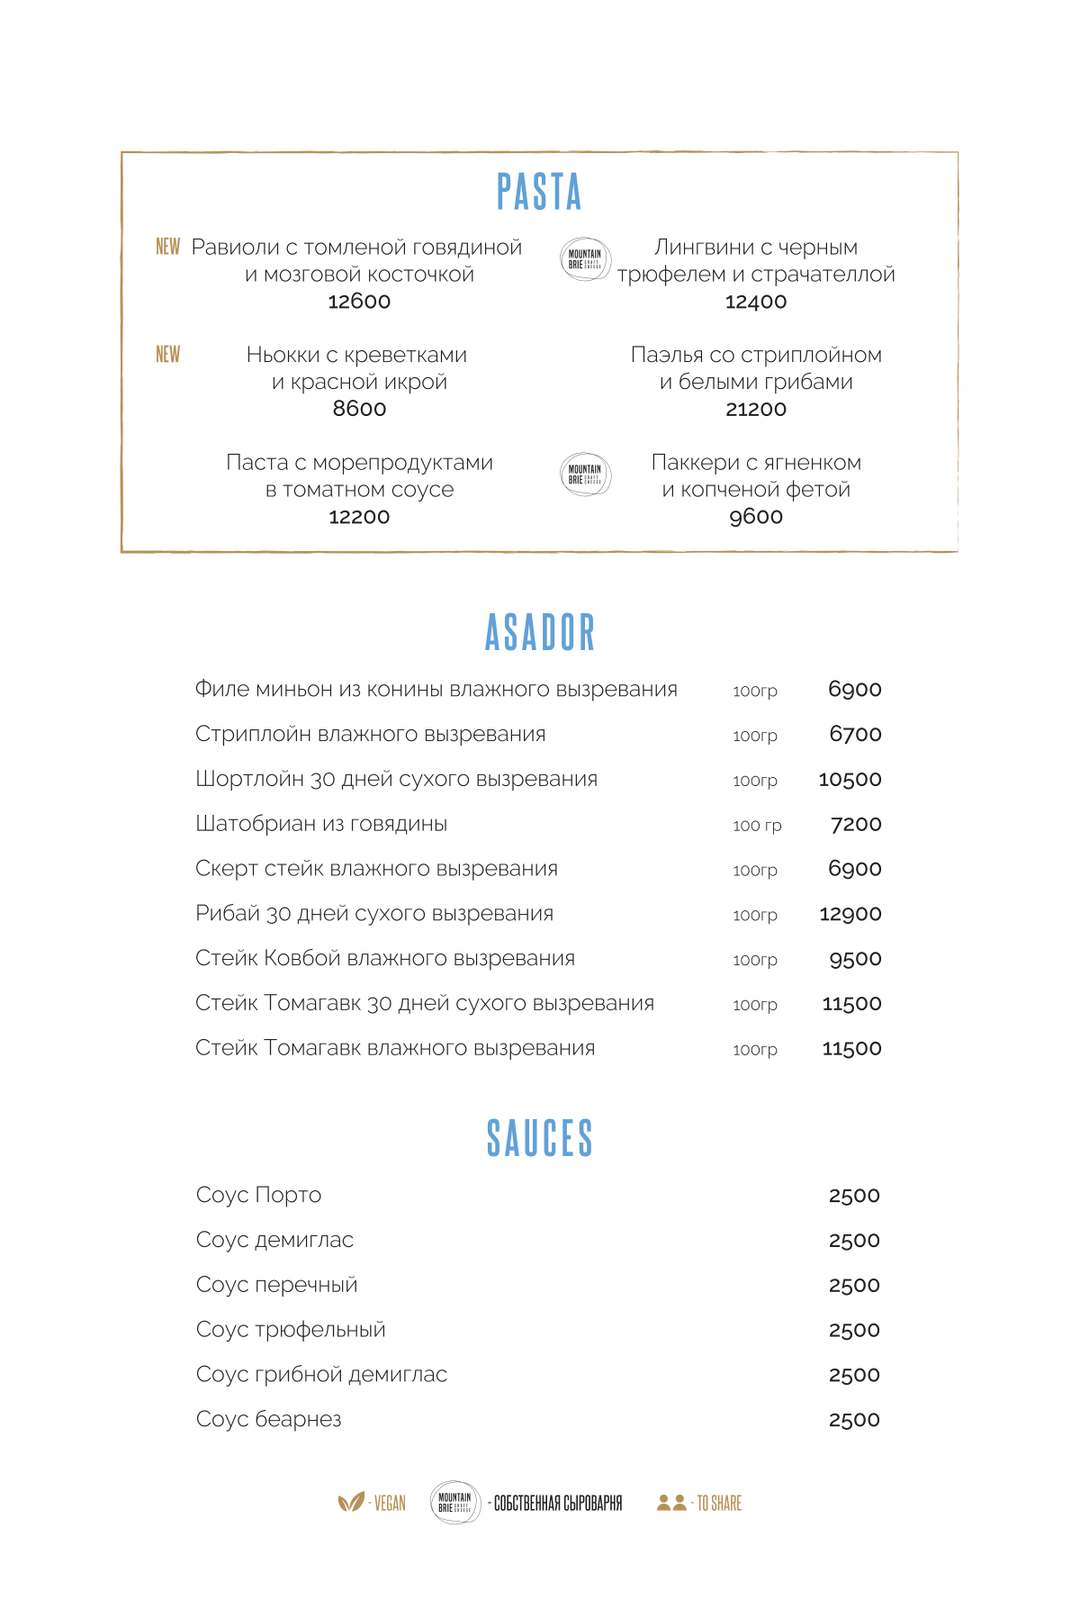 PASTA
NEW Равиоли с томленой говядиной
и мозговой косточкой
12600
MOUNTAIN
BRIE CRAFT CHEESE
Лингвини с черным
трюфелем и страчателлой
12400
NEW Ньокки с креветками
и красной икрой
8600
Паэлья со стриплойном
и белыми грибами
21200
Паста с морепродуктами
в томатном соусе
12200
MOUNTAIN
BRIE CRAFT CHEESE
Паккери с ягненком
и копченой фетой
9600
ASADOR
Филе миньон из конины влажного вызревания 100гр 6900
Стриплойн влажного вызревания 100гр 6700
Шортлойн 30 дней сухого вызревания 100гр 10500
Шатобриан из говядины 100 гр 7200
Скерт стейк влажного вызревания 100гр 6900
Рибай 30 дней сухого вызревания 100гр 12900
Стейк Ковбой влажного вызревания 100гр 9500
Стейк Томагавк 30 дней сухого вызревания 100гр 11500
Стейк Томагавк влажного вызревания 100гр 11500
SAUCES
Соус Порто 2500
Соус демиглас 2500
Соус перечный 2500
Соус трюфельный 2500
Соус грибной демиглас 2500
Соус беарнез 2500
- VEGAN
MOUNTAIN
BRIE CRAFT CHEESE
- СОБСТВЕННАЯ СЫРОВАРНЯ
- TO SHARE